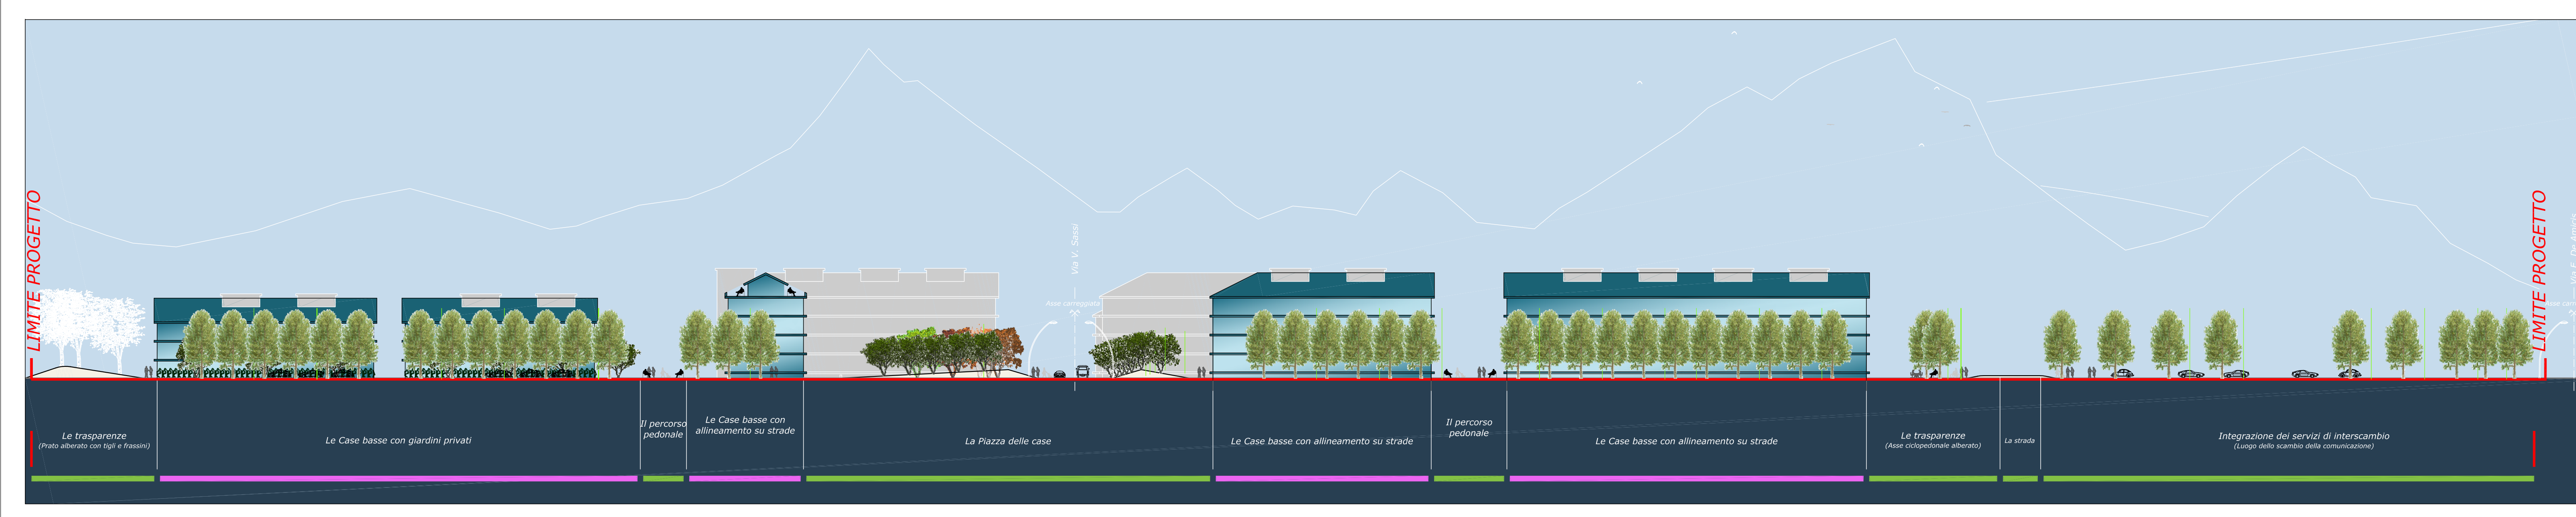 LIMITE PROGETTO
Via V. Siassi
Asse carreggiata
LIMITE PROGETTO
Le trasparenze
(Prato alberato con tigli e frassini)
Le Case basse con giardini privati
Il percorso
pedonale
Le Case basse con
allineamento su strade
La Piazza delle case
Le Case basse con allineamento su strade
Il percorso
pedonale
Le Case basse con allineamento su strade
Le trasparenze
(Asse ciclopedonale alberato)
La strada
Integrazione dei servizi di interscambio
(Luogo dello scambio della comunicazione)